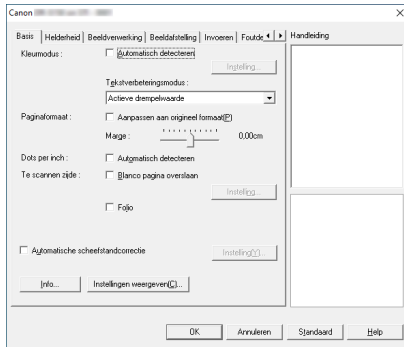 Canon
Basis Helderheid Beeldverwerking Beeldafstelling Invoeren Foutde
Handleiding
Kleurmodus : Automatisch detecteren
Instelling...
Tekstverbeteringsmodus :
Actieve drempelwaarde
Paginaformaat : Aanpassen aan origineel formaat(P)
Marge : 0,00cm
Dots per inch : Automatisch detecteren
Te scannen zijde : Blanco pagina overslaan
Instelling...
Folio
Automatische scheefstandcorrectie Instelling(Y)...
Info... Instellingen weergeven(C)...
OK Annuleren Standaard Help